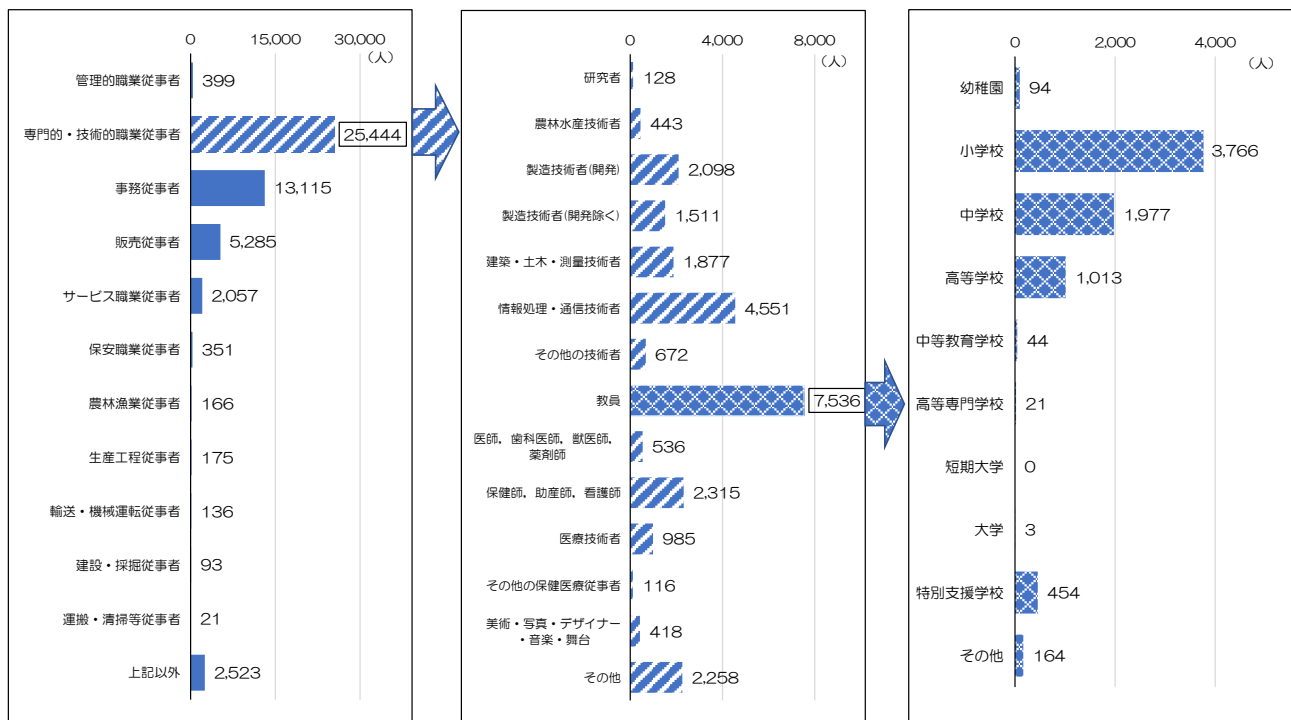 0
15,000
30,000
(人)
管理的職業従事者
399
専門的・技術的職業従事者
25,444
事務従事者
13,115
販売従事者
5,285
サービス職業従事者
2,057
保安職業従事者
351
農林漁業従事者
166
生産工程従事者
175
輸送・機械運転従事者
136
建設・採掘従事者
93
運搬・清掃等従事者
21
上記以外
2,523
0
4,000
8,000
(人)
研究者
128
農林水産技術者
443
製造技術者(開発)
2,098
製造技術者(開発除く)
1,511
建築・土木・測量技術者
1,877
情報処理・通信技術者
4,551
その他の技術者
672
教員
7,536
医師,歯科医師,獣医師,
薬剤師
536
保健師,助産師,看護師
2,315
医療技術者
985
その他の保健医療従事者
116
美術・写真・デザイナー
・音楽・舞台
418
その他
2,258
0
2,000
4,000
(人)
幼稚園
94
小学校
3,766
中学校
1,977
高等学校
1,013
中等教育学校
44
高等専門学校
21
短期大学
0
大学
3
特別支援学校
454
その他
164